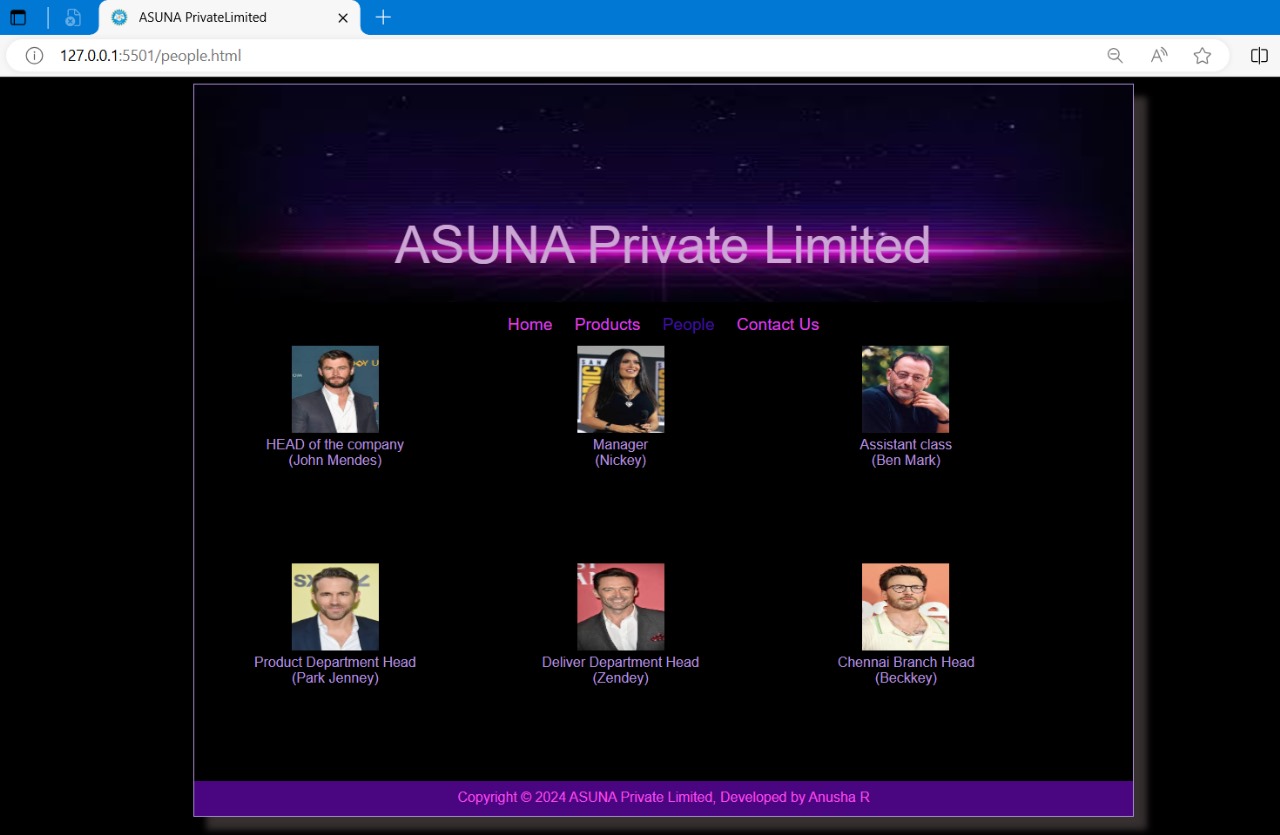 ASUNA PrivateLimited
127.0.0.1:5501/people.html
ASUNA Private Limited
Home Products People Contact Us
HEAD of the company
(John Mendes)
Manager
(Nickey)
Assistant class
(Ben Mark)
Product Department Head
(Park Jenney)
Deliver Department Head
(Zendey)
Chennai Branch Head
(Beckkey)
Copyright © 2024 ASUNA Private Limited, Developed by Anusha R